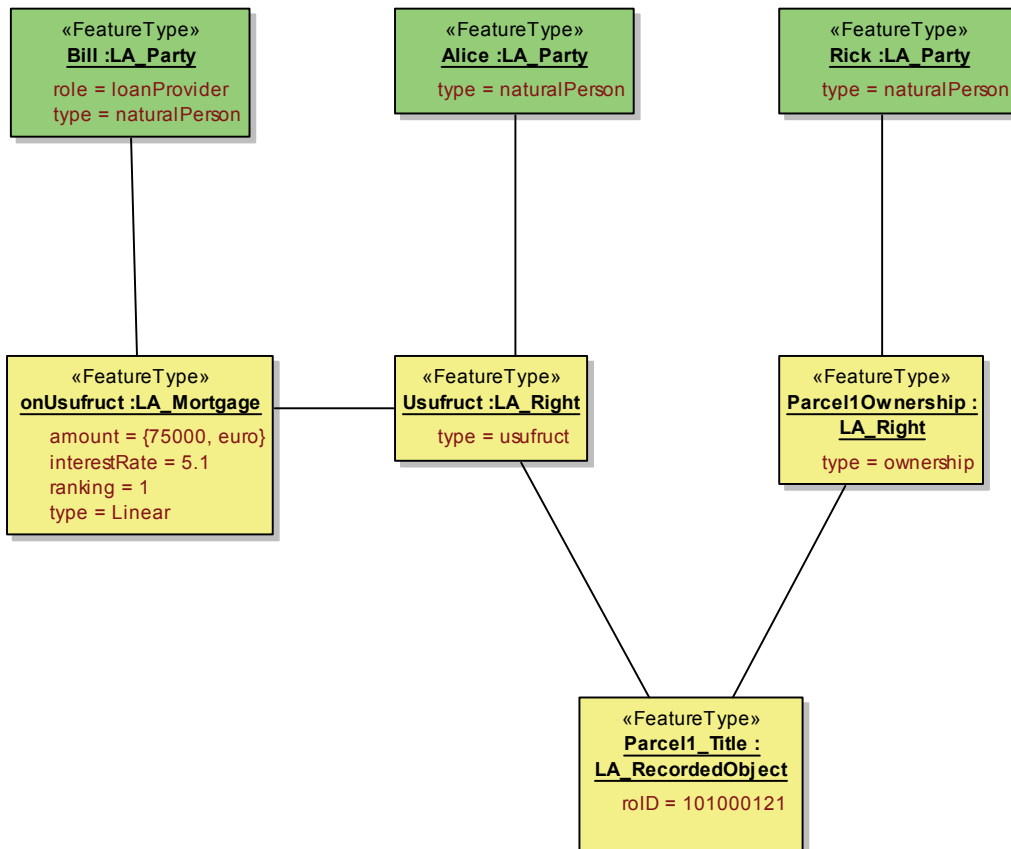 «FeatureType»
Bill :LA_Party
role = loanProvider
type = naturalPerson
«FeatureType»
Alice :LA_Party
type = naturalPerson
«FeatureType»
Rick :LA_Party
type = naturalPerson
«FeatureType»
onUsufruct :LA_Mortgage
amount = {75000, euro}
interestRate = 5.1
ranking = 1
type = Linear
«FeatureType»
Usufruct :LA_Right
type = usufruct
«FeatureType»
Parcel1Ownership :
LA_Right
type = ownership
«FeatureType»
Parcel1_Title :
LA_RecordedObject
roID = 101000121